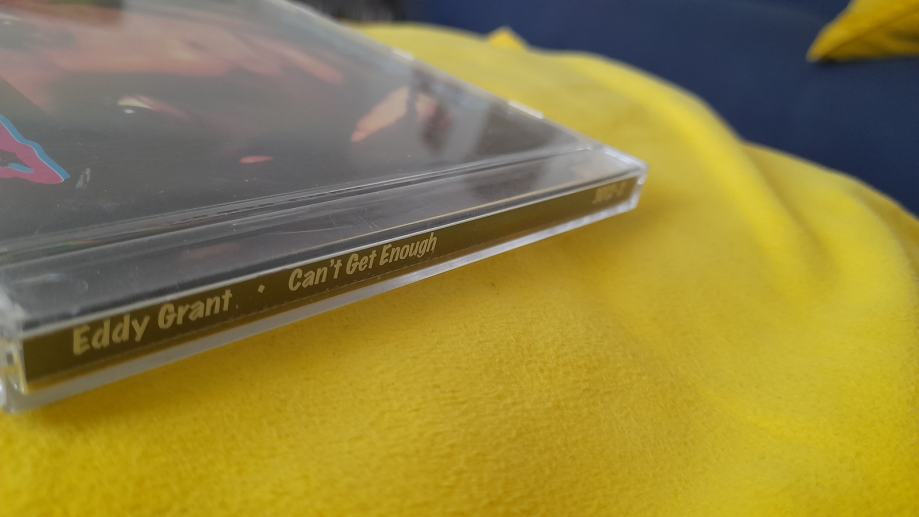 Eddy Grant • Can't Get Enough